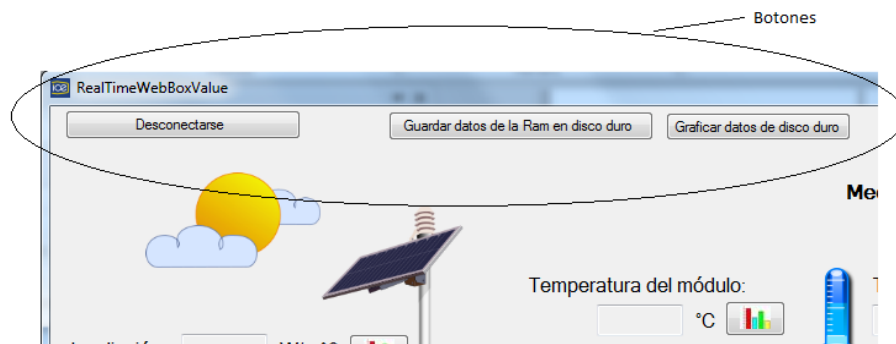 Botones
RealTimeWebBoxValue
Desconectarse
Guardar datos de la Ram en disco duro
Graficar datos de disco duro
Temperatura del módulo:
°C